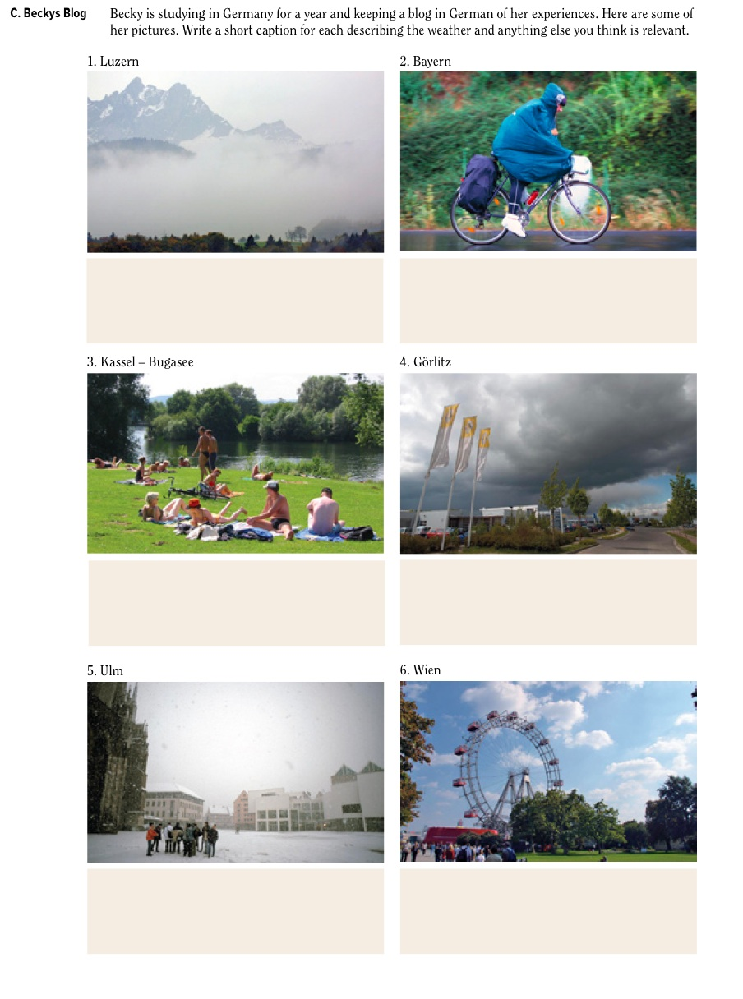 C. Beckys Blog
Becky is studying in Germany for a year and keeping a blog in German of her experiences. Here are some of
her pictures. Write a short caption for each describing the weather and anything else you think is relevant.
1. Luzern
2. Bayern
3. Kassel – Bugasee
4. Görlitz
5. Ulm
6. Wien